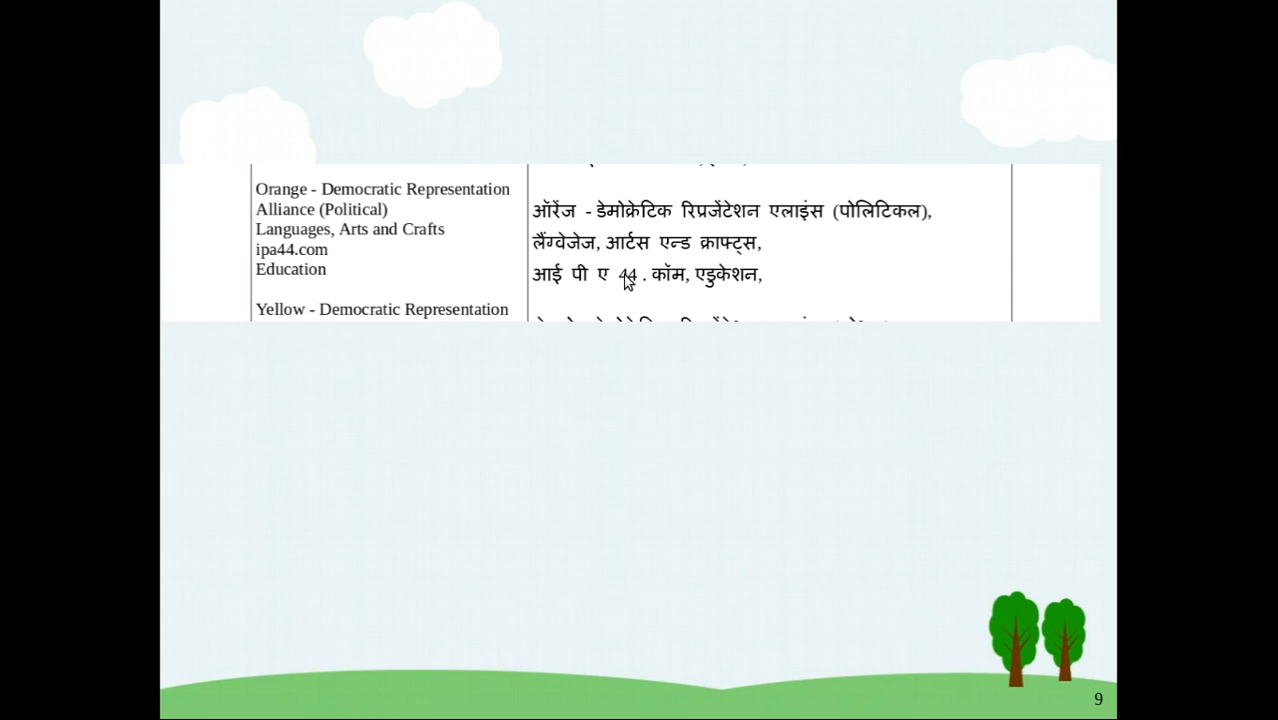 Orange - Democratic Representation
Alliance (Political)
Languages, Arts and Crafts
ipa44.com
Education
Yellow - Democratic Representation
ऑरेंज - डेमोक्रेटिक रिप्रजेंटेशन एलाइंस (पोलिटिकल),
लैंग्वेजेज, आर्टस एन्ड क्राफ्ट्स,
आई पी ए 44 . कॉम, एडुकेशन,
9